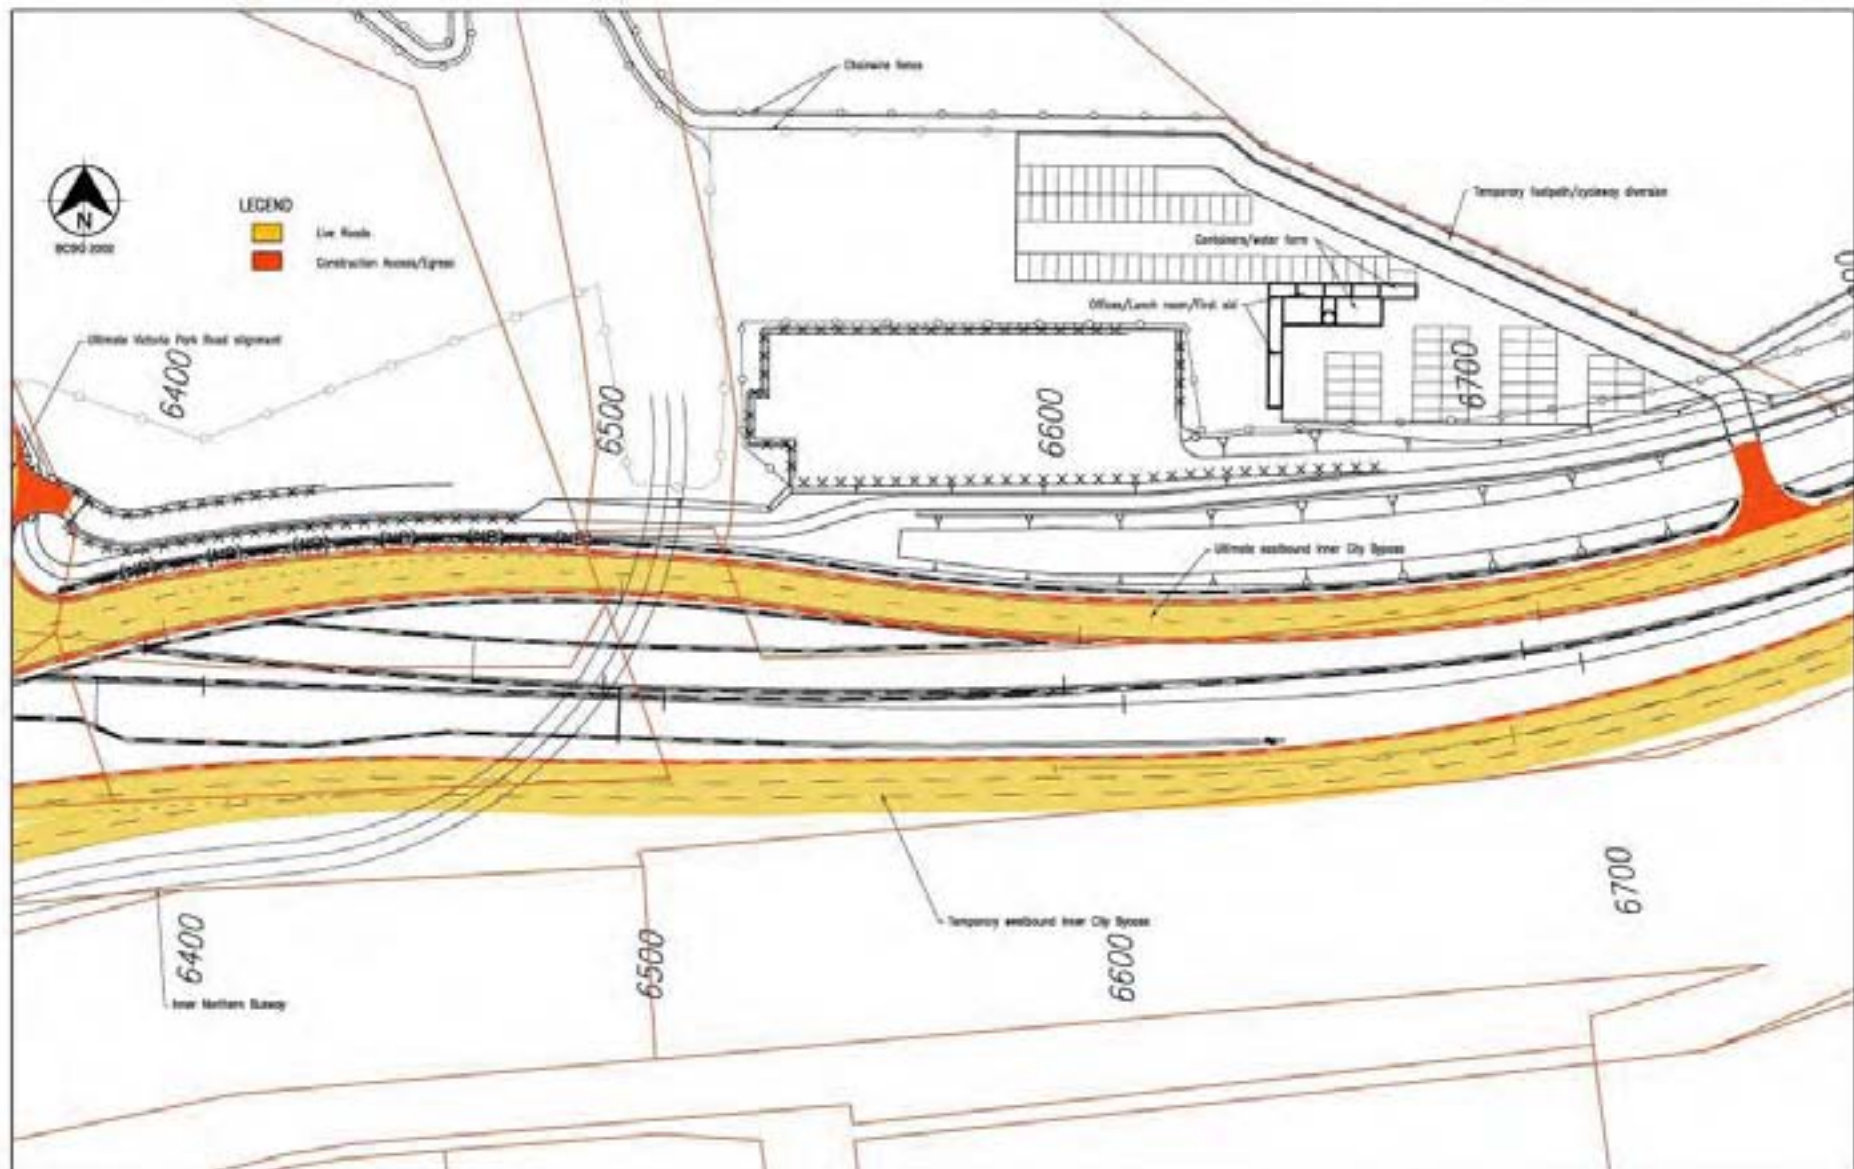 Chainwire fence
Temporary footpath/cycleway diversion
LEGEND
Live Roads
Construction Access/Egress
N
Containers/water farm
Offices/Lunch room/First aid
Ultimate Victoria Park Road alignment
6400
6500
6600
6700
Ultimate eastbound Inner City Bypass
Temporary westbound Inner City Bypass
6400
6500
6600
6700
Inner Northern Busway